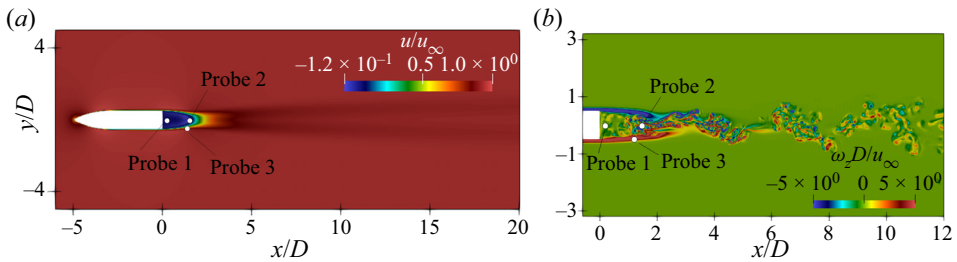 (a)
4
y/D
0
−4
u/u∞
−1.2 × 10⁻¹ 0.5 1.0 × 10⁰
Probe 2
Probe 1
Probe 3
−5 0 5 10 15 20
x/D
(b)
3
1
−1
−3
Probe 2
Probe 1
Probe 3
ω_z D/u∞
−5 × 10⁰ 0 5 × 10⁰
0 2 4 6 8 10 12
x/D